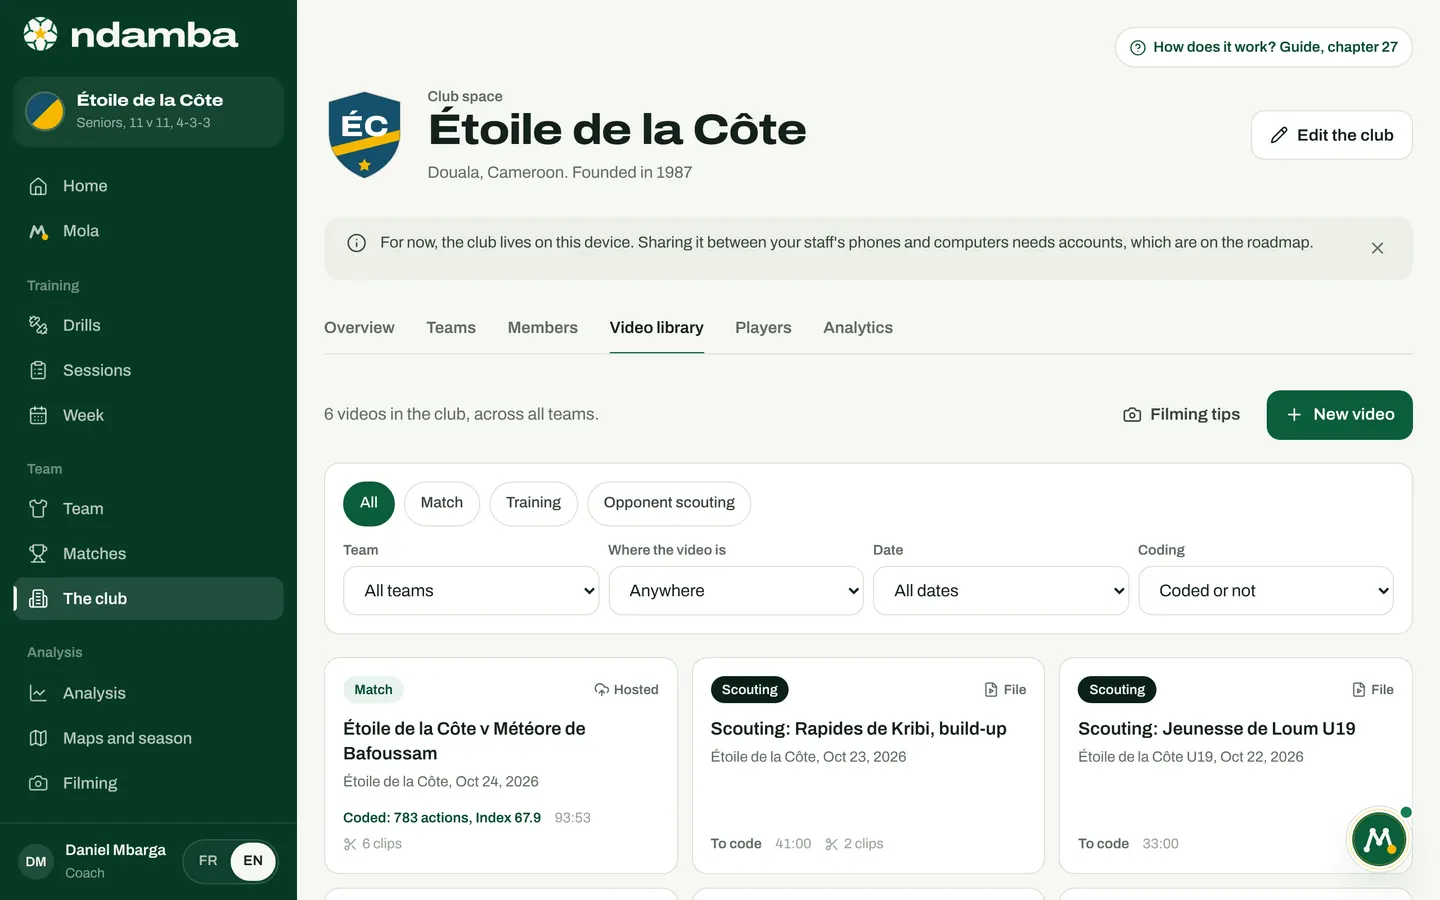 ndamba
Étoile de la Côte
Seniors, 11 v 11, 4-3-3
Home
Mola
Training
Drills
Sessions
Week
Team
Team
Matches
The club
Analysis
Analysis
Maps and season
Filming
DM
Daniel Mbarga
Coach
FR
EN
How does it work? Guide, chapter 27
ÉC
Club space
Étoile de la Côte
Douala, Cameroon. Founded in 1987
Edit the club
For now, the club lives on this device. Sharing it between your staff's phones and computers needs accounts, which are on the roadmap.
Overview
Teams
Members
Video library
Players
Analytics
6 videos in the club, across all teams.
Filming tips
New video
All
Match
Training
Opponent scouting
Team
Where the video is
Date
Coding
All teams
Anywhere
All dates
Coded or not
Match
Hosted
Étoile de la Côte v Météore de
Bafoussam
Étoile de la Côte, Oct 24, 2026
Coded: 783 actions, Index 67.9 93:53
6 clips
Scouting
File
Scouting: Rapides de Kribi, build-up
Étoile de la Côte, Oct 23, 2026
To code 41:00 2 clips
Scouting
File
Scouting: Jeunesse de Loum U19
Étoile de la Côte U19, Oct 22, 2026
To code 33:00